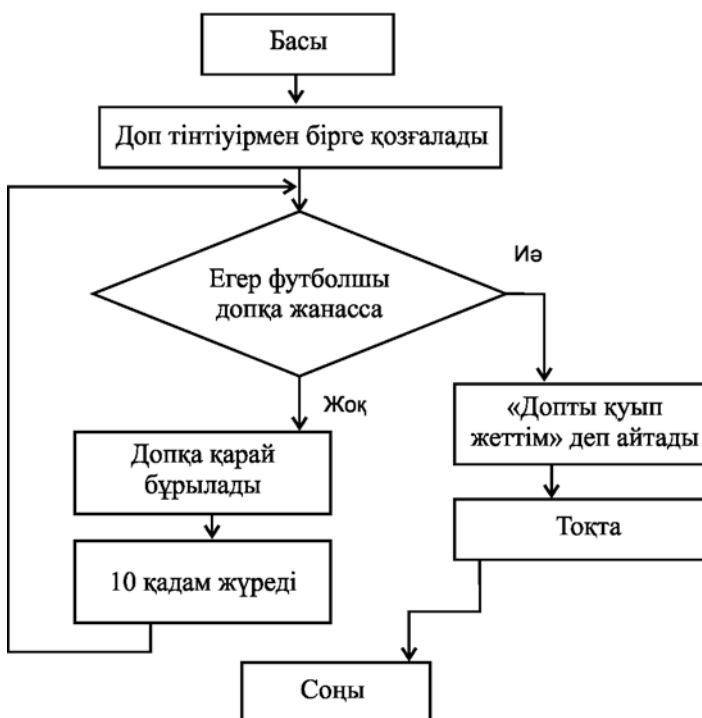 Басы
Доп тінтіуірмен бірге қозғалады
Егер футболшы
допқа жанасса
Иә
Жоқ
«Допты қуып
жеттім» деп айтады
Допқа қарай
бұрылады
Тоқта
10 қадам жүреді
Соңы